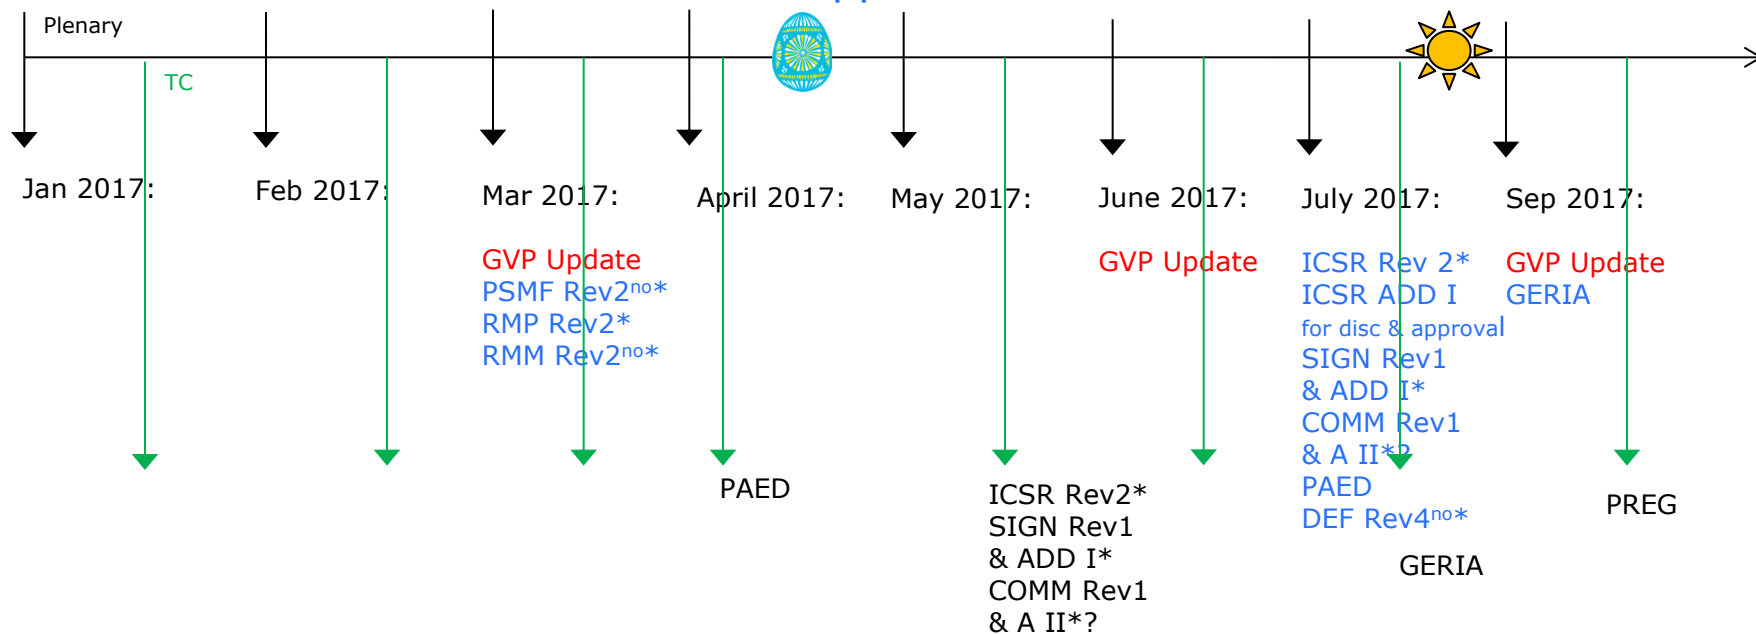 Plenary
TC
Jan 2017:
Feb 2017:
Mar 2017:
April 2017:
May 2017:
June 2017:
July 2017:
Sep 2017:
GVP Update
PSMF Rev2no*
RMP Rev2*
RMM Rev2no*
GVP Update
ICSR Rev 2*
ICSR ADD I
for disc & approval
SIGN Rev1
& ADD I*
COMM Rev1
& A II*?
PAED
DEF Rev4no*
GVP Update
GERIA
PAED
ICSR Rev2*
SIGN Rev1
& ADD I*
COMM Rev1
& A II*?
GERIA
PREG